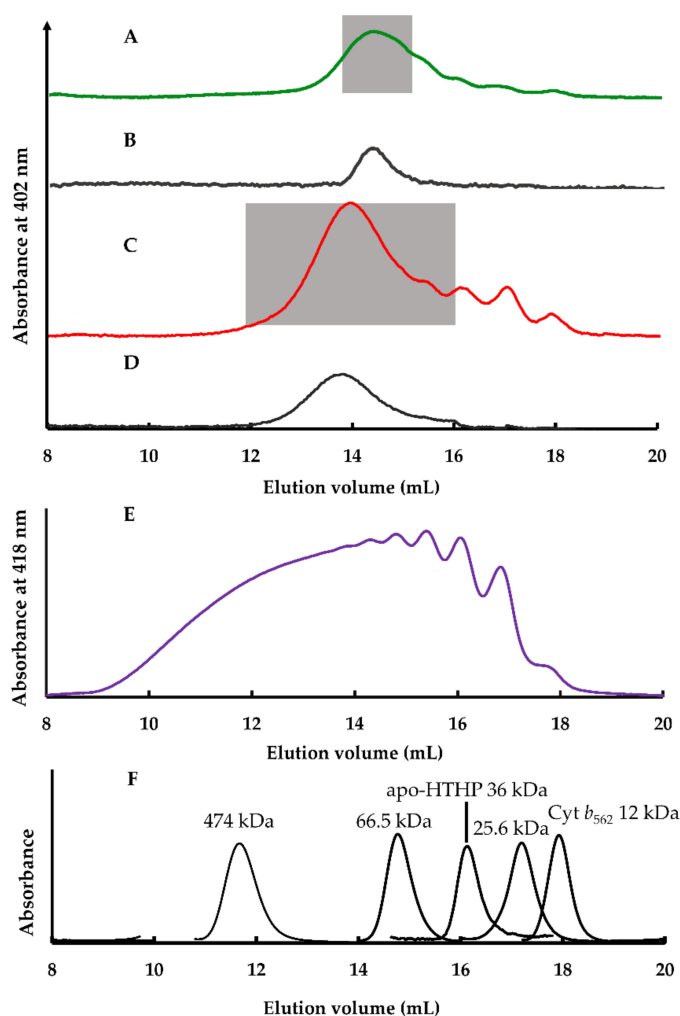 A
B
C
D
Absorbance at 402 nm
8 10 12 14 16 18 20
Elution volume (mL)
E
Absorbance at 418 nm
8 10 12 14 16 18 20
Elution volume (mL)
F
apo-HTHP 36 kDa
474 kDa 66.5 kDa 25.6 kDa Cyt b562 12 kDa
Absorbance
8 10 12 14 16 18 20
Elution volume (mL)